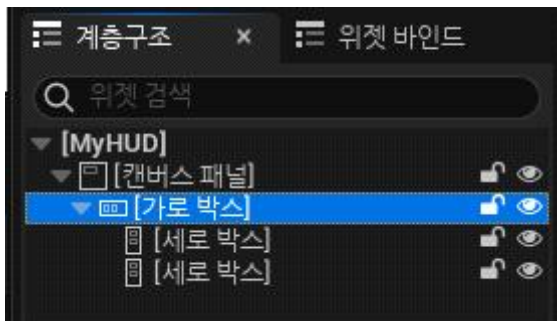 계층구조 × 위젯 바인드
위젯 검색
[MyHUD]
[캔버스 패널]
[가로 박스]
[세로 박스]
[세로 박스]